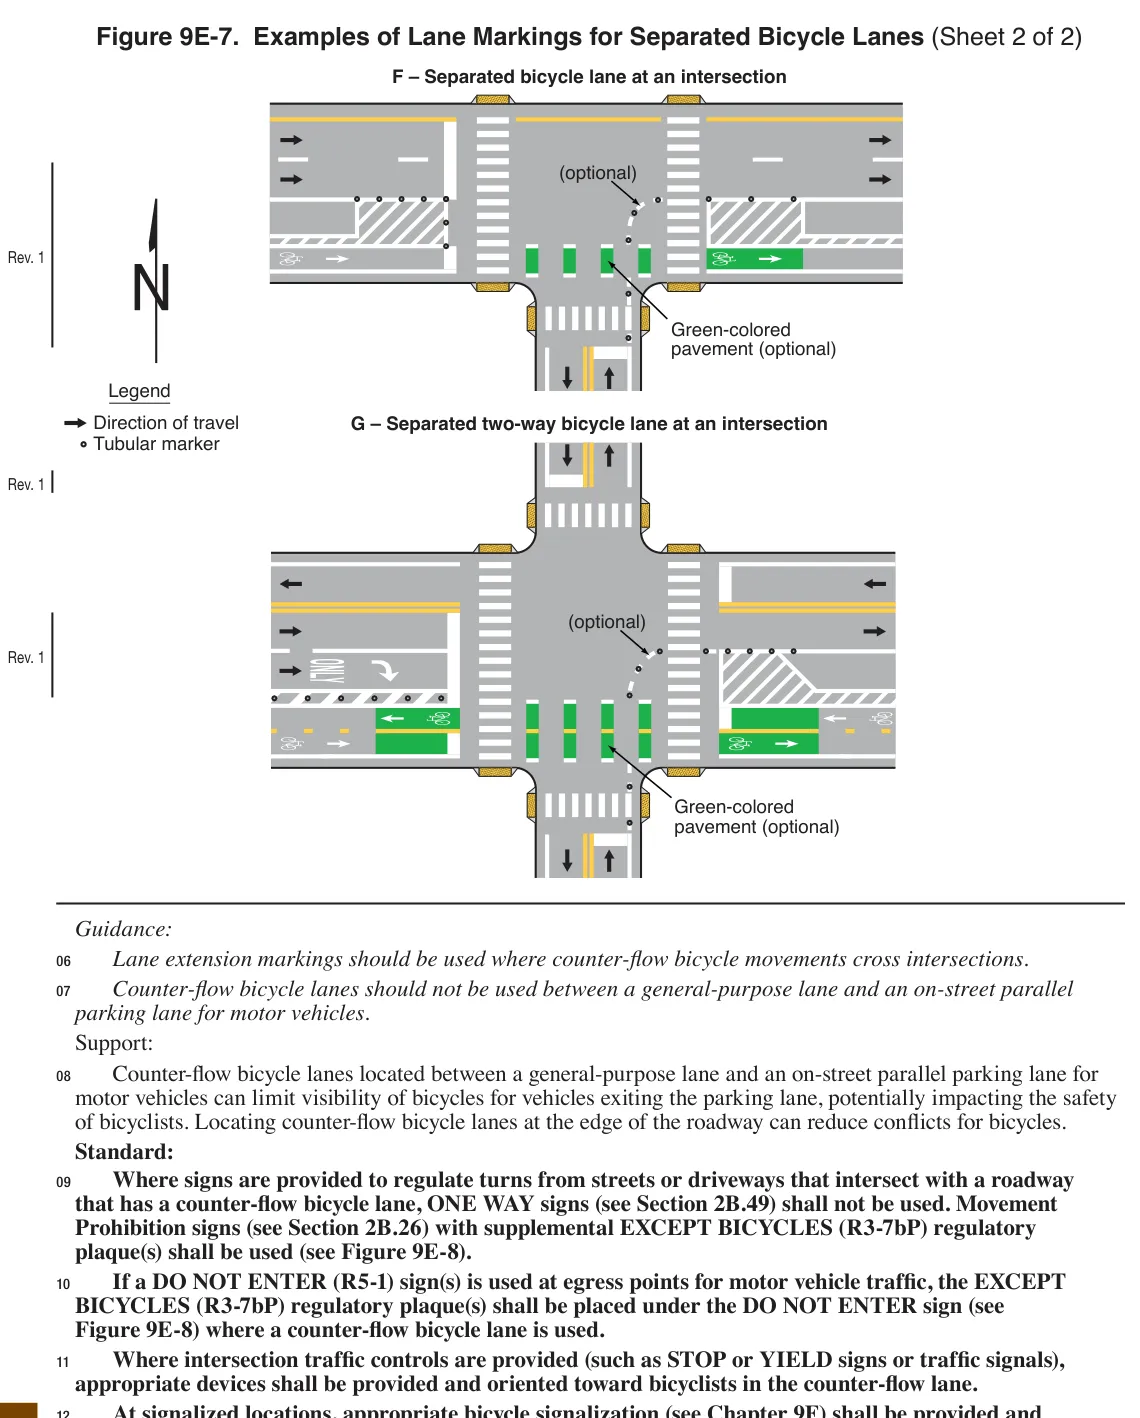 Figure 9E-7. Examples of Lane Markings for Separated Bicycle Lanes (Sheet 2 of 2)
F – Separated bicycle lane at an intersection
(optional)
Rev. 1
N
Green-colored
pavement (optional)
Legend
Direction of travel
Tubular marker
G – Separated two-way bicycle lane at an intersection
Rev. 1
(optional)
Rev. 1
ONLY
Green-colored
pavement (optional)
Guidance:
06 Lane extension markings should be used where counter-flow bicycle movements cross intersections.
07 Counter-flow bicycle lanes should not be used between a general-purpose lane and an on-street parallel
parking lane for motor vehicles.
Support:
08 Counter-flow bicycle lanes located between a general-purpose lane and an on-street parallel parking lane for
motor vehicles can limit visibility of bicycles for vehicles exiting the parking lane, potentially impacting the safety
of bicyclists. Locating counter-flow bicycle lanes at the edge of the roadway can reduce conflicts for bicycles.
Standard:
09 Where signs are provided to regulate turns from streets or driveways that intersect with a roadway
that has a counter-flow bicycle lane, ONE WAY signs (see Section 2B.49) shall not be used. Movement
Prohibition signs (see Section 2B.26) with supplemental EXCEPT BICYCLES (R3-7bP) regulatory
plaque(s) shall be used (see Figure 9E-8).
10 If a DO NOT ENTER (R5-1) sign(s) is used at egress points for motor vehicle traffic, the EXCEPT
BICYCLES (R3-7bP) regulatory plaque(s) shall be placed under the DO NOT ENTER sign (see
Figure 9E-8) where a counter-flow bicycle lane is used.
11 Where intersection traffic controls are provided (such as STOP or YIELD signs or traffic signals),
appropriate devices shall be provided and oriented toward bicyclists in the counter-flow lane.
12 At signalized locations, appropriate bicycle signalization (see Chapter 9F) shall be provided and